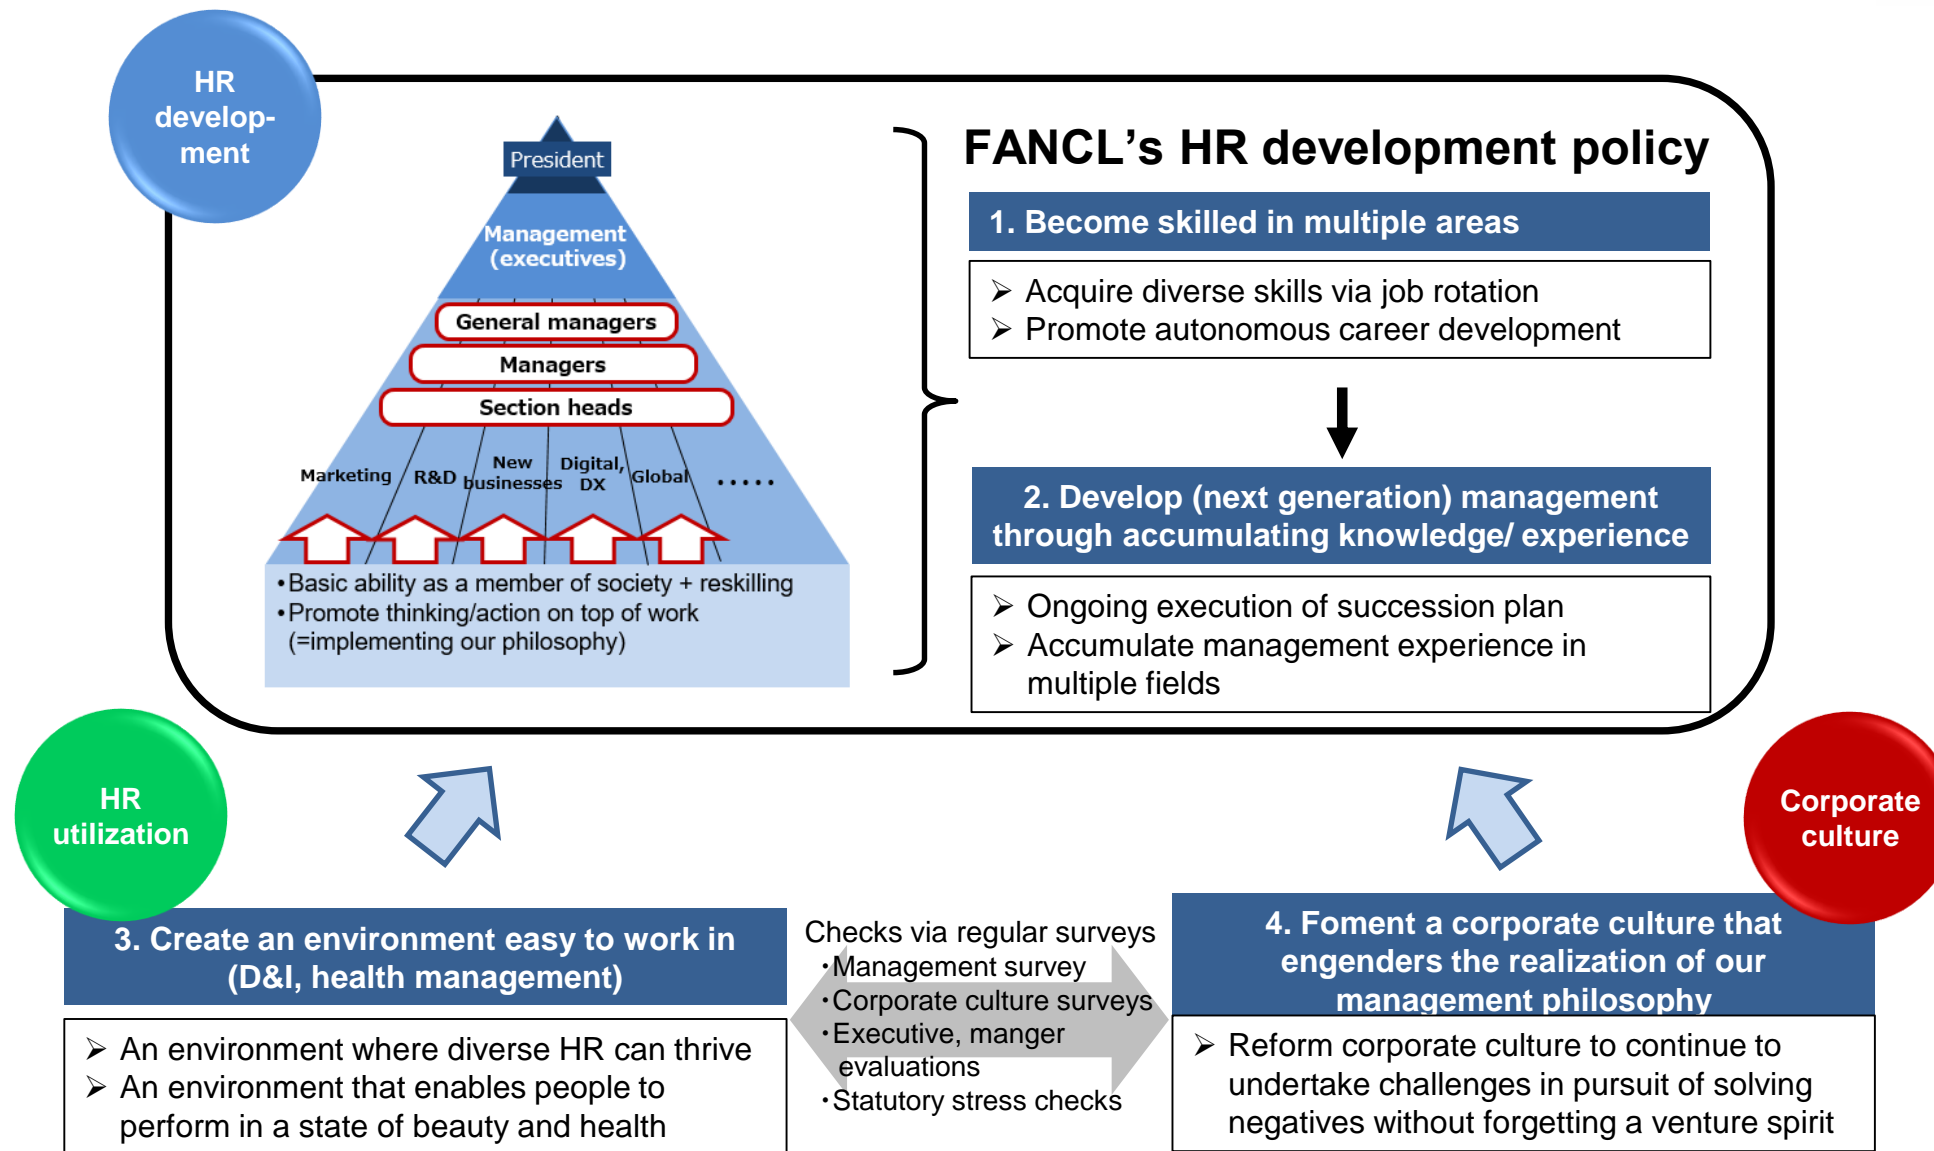 HR
develop-
ment
President
Management
(executives)
General managers
Managers
Section heads
Marketing
R&D
New
businesses
Digital,
DX
Global
・・・・・
•Basic ability as a member of society + reskilling
•Promote thinking/action on top of work
(=implementing our philosophy)
FANCL’s HR development policy
1. Become skilled in multiple areas
➢ Acquire diverse skills via job rotation
➢ Promote autonomous career development
2. Develop (next generation) management
through accumulating knowledge/ experience
➢ Ongoing execution of succession plan
➢ Accumulate management experience in
multiple fields
HR
utilization
Corporate
culture
3. Create an environment easy to work in
(D&I, health management)
➢ An environment where diverse HR can thrive
➢ An environment that enables people to
perform in a state of beauty and health
Checks via regular surveys
・Management survey
・Corporate culture surveys
・Executive, manger
evaluations
・Statutory stress checks
4. Foment a corporate culture that
engenders the realization of our
management philosophy
➢ Reform corporate culture to continue to
undertake challenges in pursuit of solving
negatives without forgetting a venture spirit